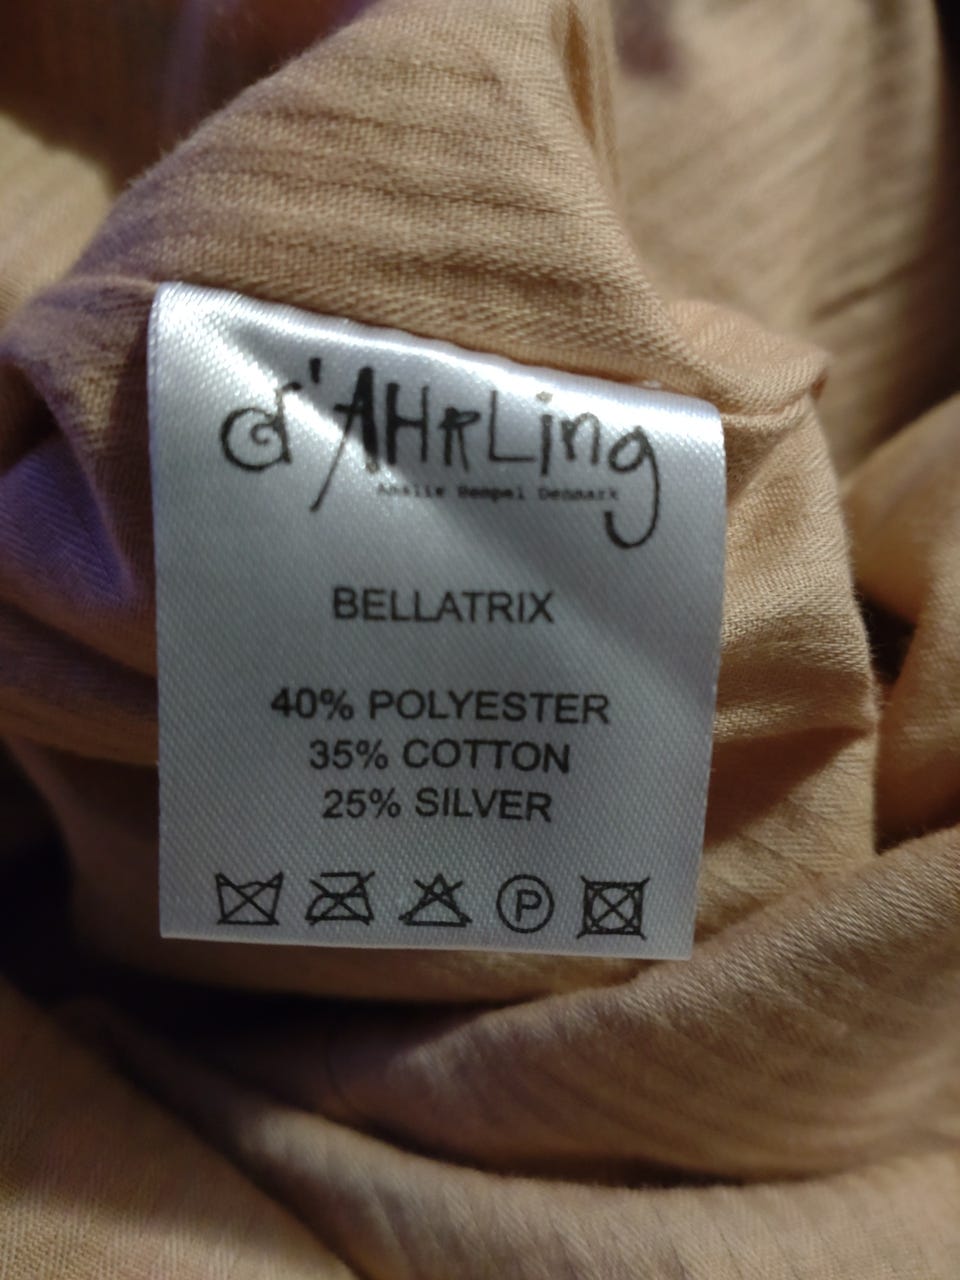 d'AHRLing
Amalie Hempel Denmark
BELLATRIX
40% POLYESTER
35% COTTON
25% SILVER
P